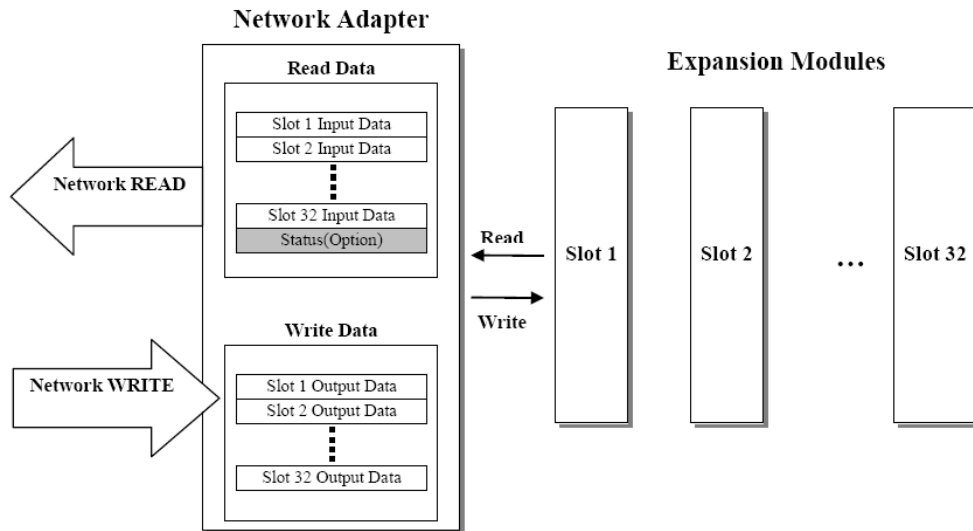 Network Adapter
Read Data
Slot 1 Input Data
Slot 2 Input Data
Slot 32 Input Data
Status(Option)
Network READ
Write Data
Slot 1 Output Data
Slot 2 Output Data
Slot 32 Output Data
Network WRITE
Read
Write
Expansion Modules
Slot 1
Slot 2
...
Slot 32